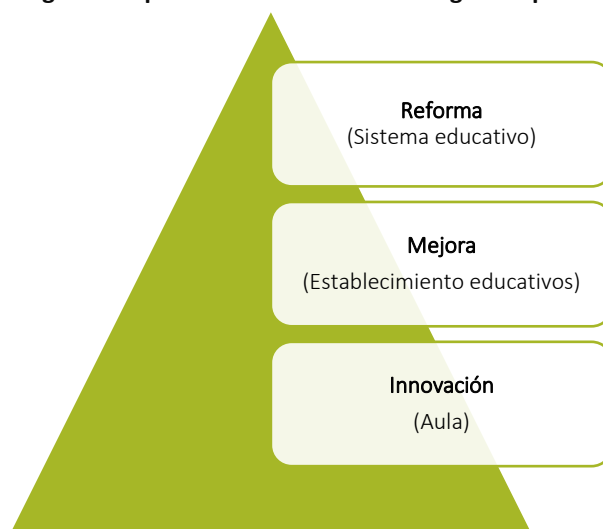 Reforma
(Sistema educativo)
Mejora
(Establecimiento educativos)
Innovación
(Aula)